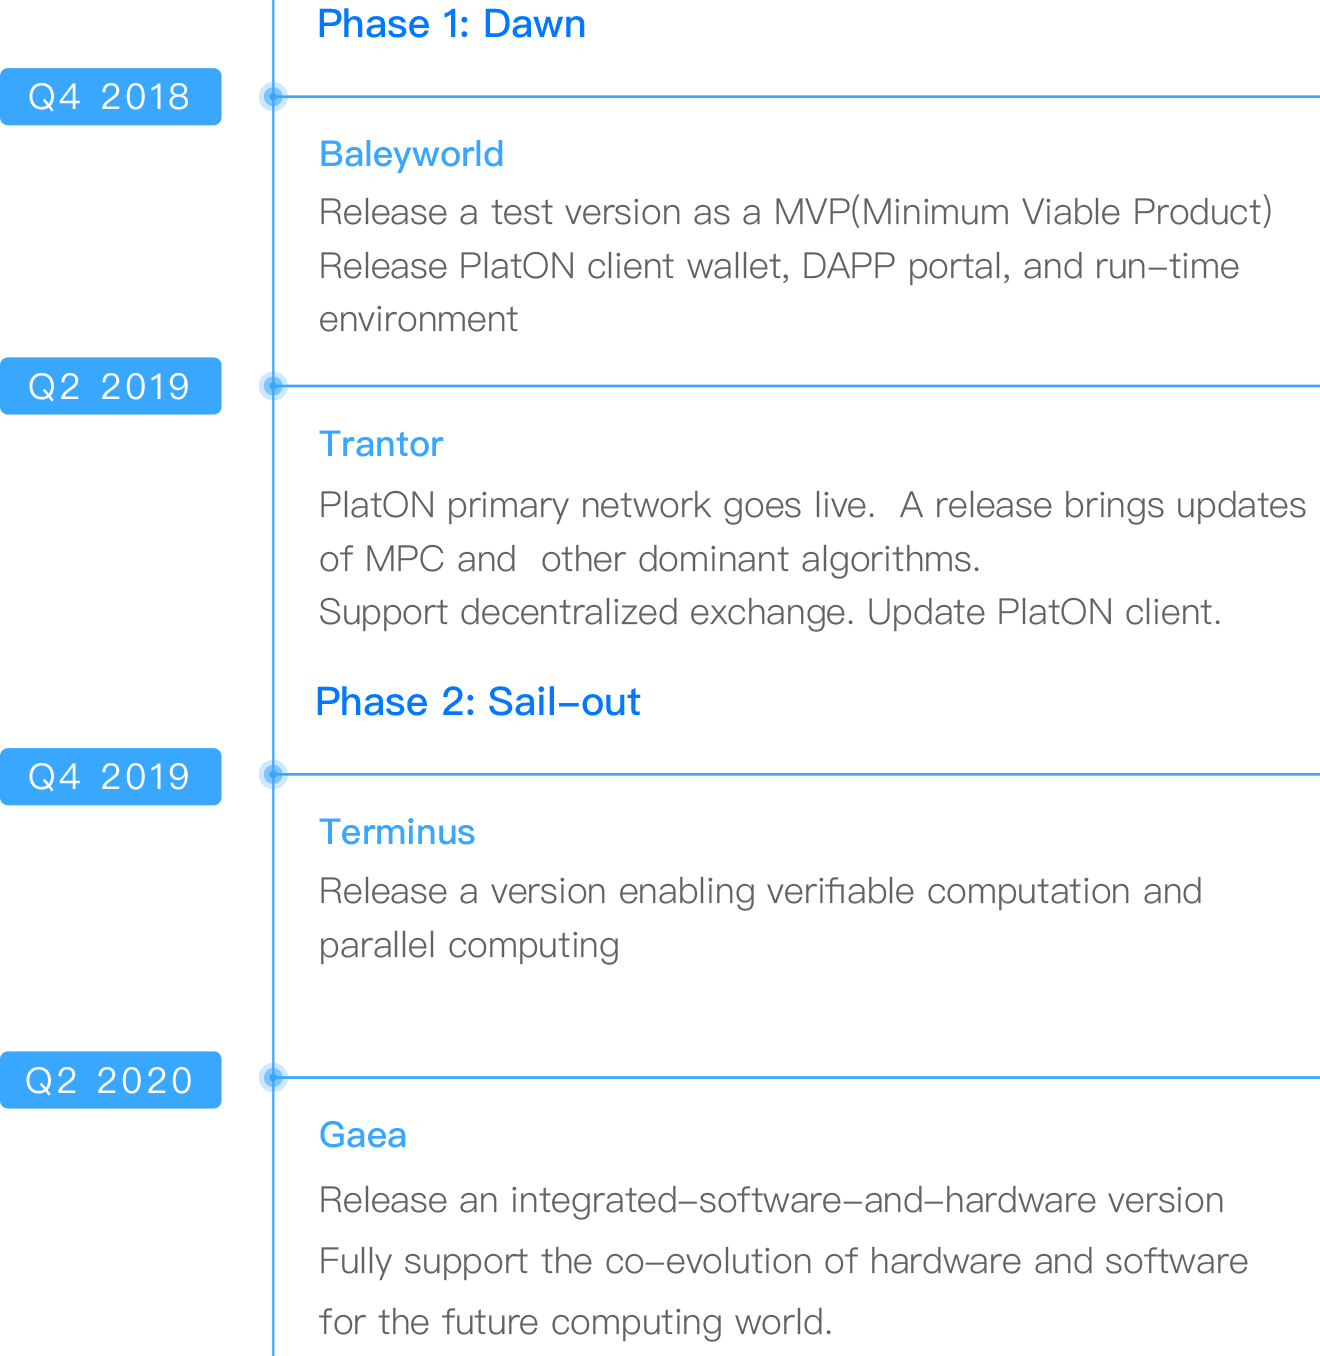 Phase 1: Dawn
Q4 2018
Baleyworld
Release a test version as a MVP(Minimum Viable Product)
Release PlatON client wallet, DAPP portal, and run–time
environment
Q2 2019
Trantor
PlatON primary network goes live.  A release brings updates
of MPC and  other dominant algorithms.
Support decentralized exchange. Update PlatON client.
Phase 2: Sail–out
Q4 2019
Terminus
Release a version enabling verifiable computation and
parallel computing
Q2 2020
Gaea
Release an integrated–software–and–hardware version
Fully support the co–evolution of hardware and software
for the future computing world.